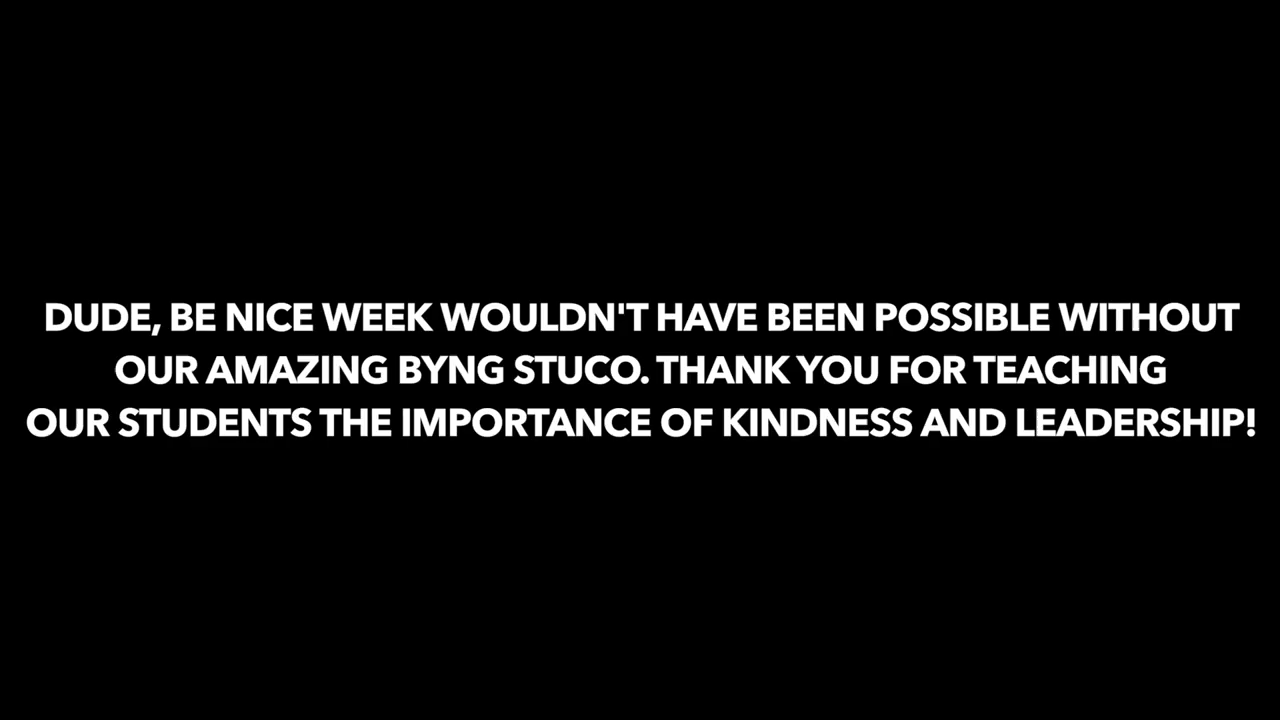 DUDE, BE NICE WEEK WOULDN'T HAVE BEEN POSSIBLE WITHOUT
OUR AMAZING BYNG STUCO. THANK YOU FOR TEACHING
OUR STUDENTS THE IMPORTANCE OF KINDNESS AND LEADERSHIP!